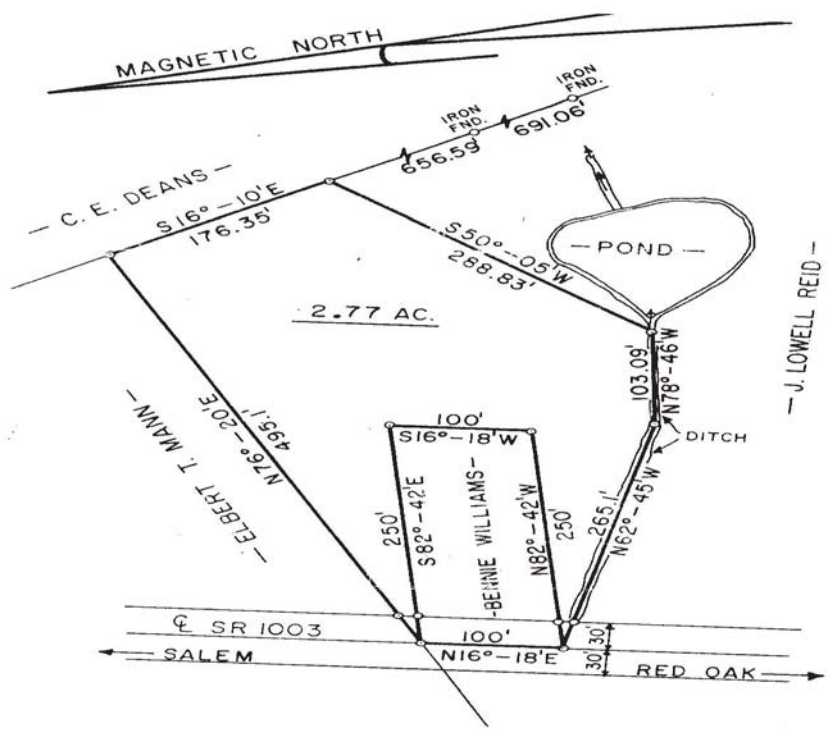 MAGNETIC NORTH
IRON
FND.
IRON
FND.
656.59'
691.06'
— C. E. DEANS —
S16°-10'E
176.35'
S50°-05'W
288.83'
— POND —
— J. LOWELL REID —
2.77 AC.
103.09'
N78°-46'W
DITCH
N76°-20'E
495.1'
— ELBERT T. MANN —
100'
S16°-18'W
250'
S82°-42'E
-BENNIE WILLIAMS-
N82°-42'W
250'
265.1'
N62°-45'W
℄ SR 1003
100'
N16°-18'E
30'
30'
SALEM
RED OAK